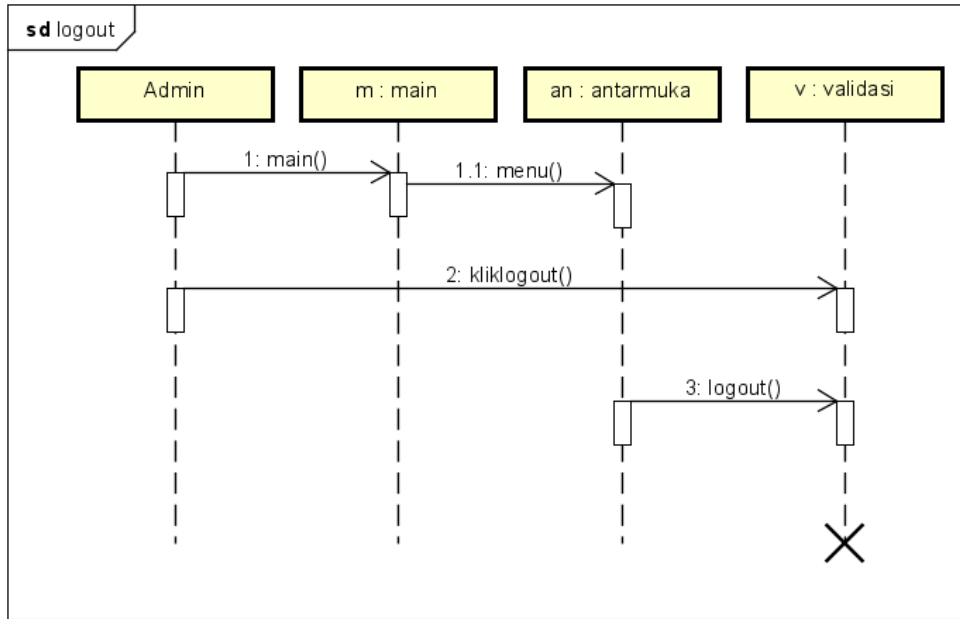 sd logout
Admin
m : main
an : antarmuka
v : validasi
1: main()
1.1: menu()
2: kliklogout()
3: logout()